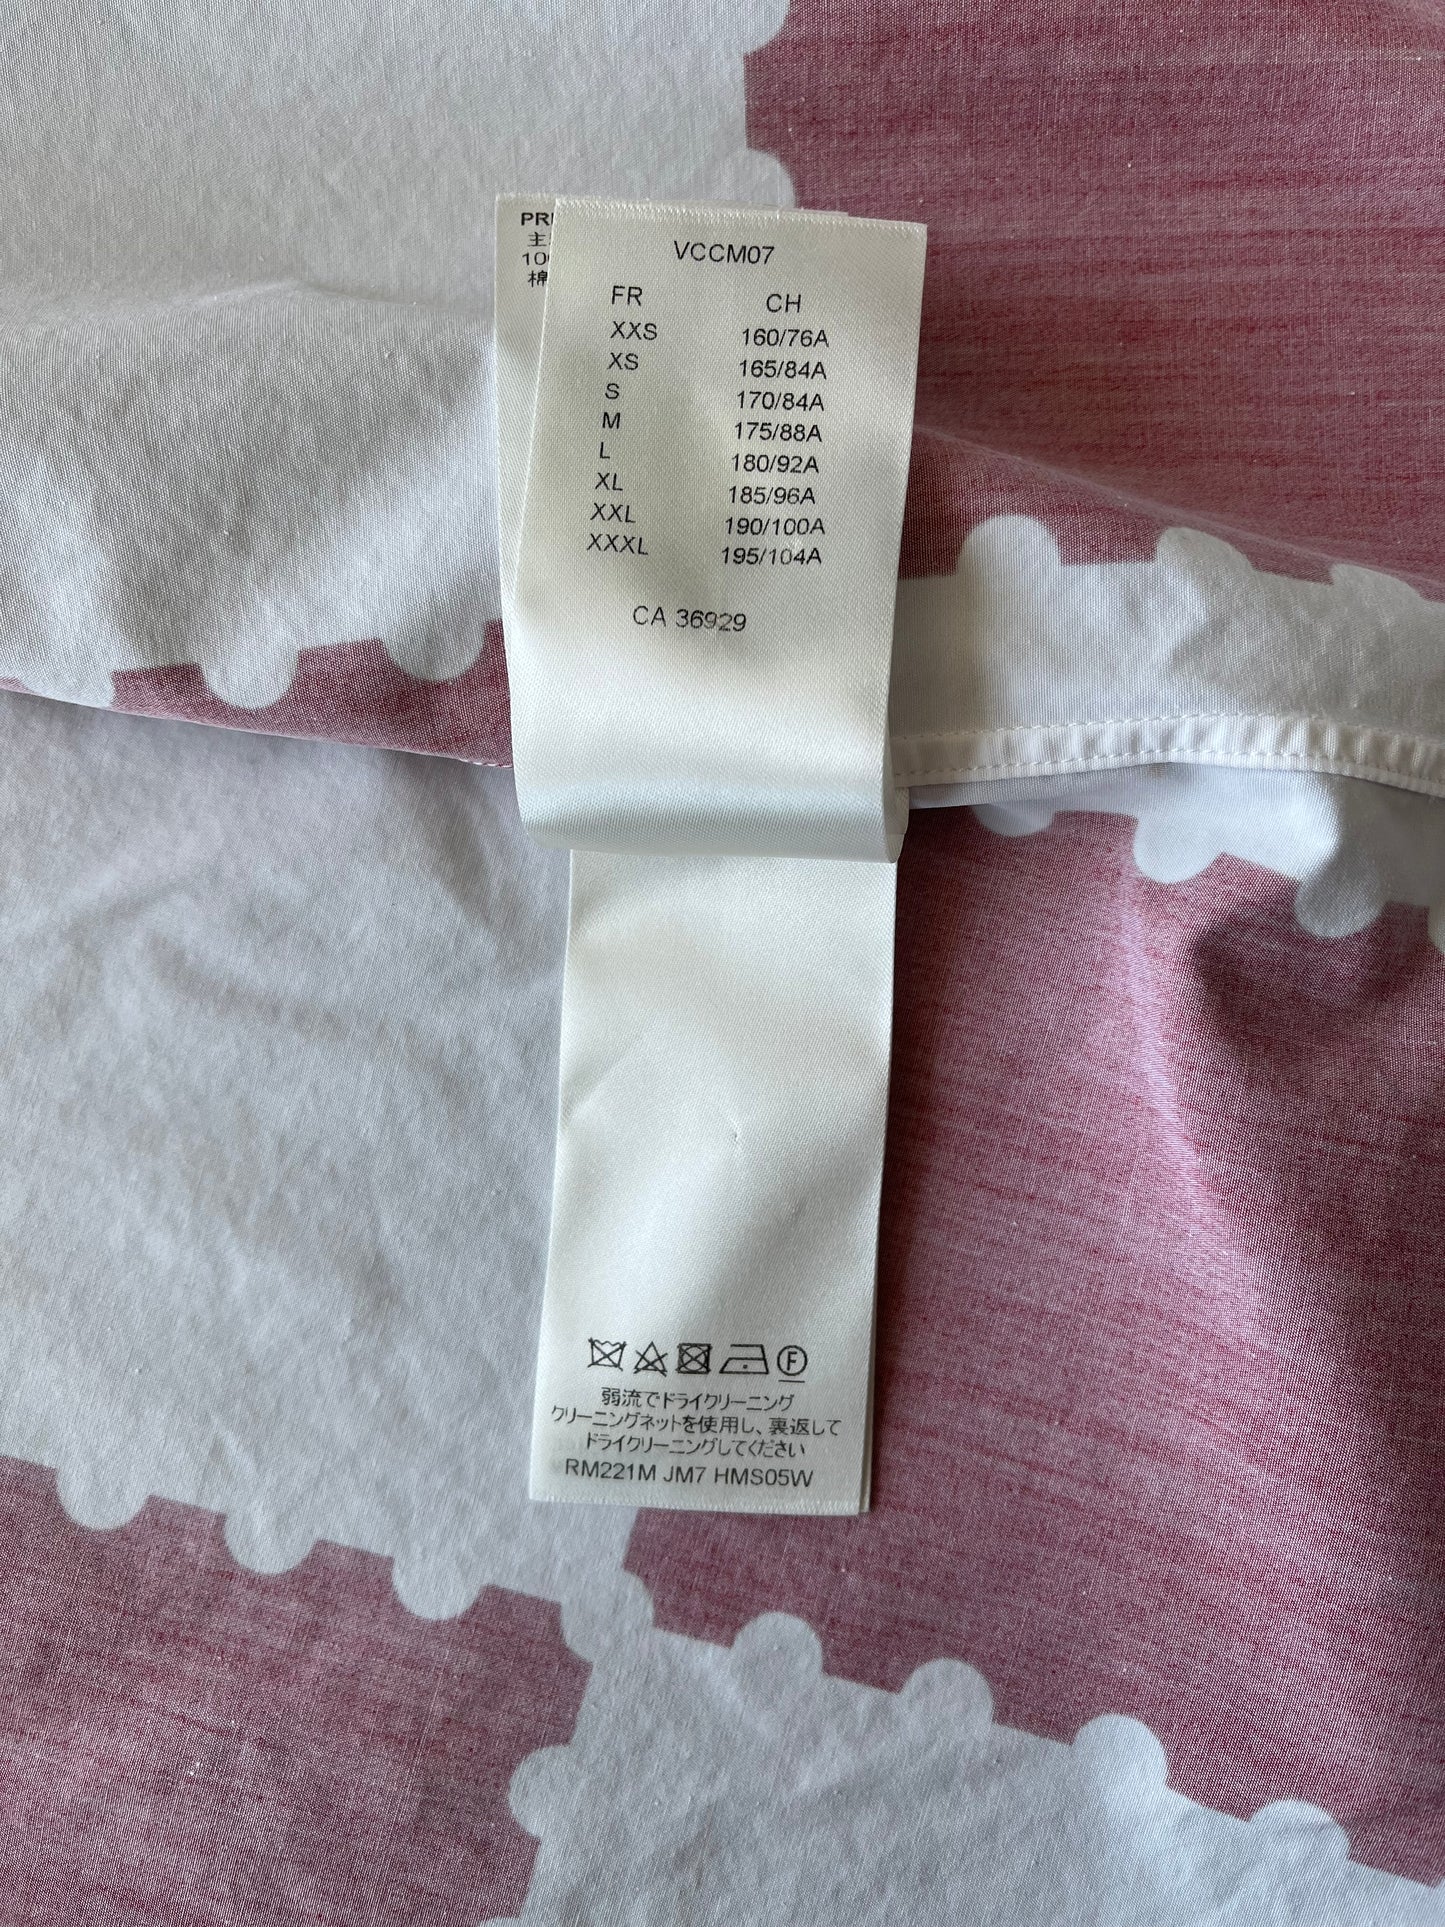 PRI
主
10
棉
VCCM07
FR CH
XXS 160/76A
XS 165/84A
S 170/84A
M 175/88A
L 180/92A
XL 185/96A
XXL 190/100A
XXXL 195/104A
CA 36929
F
弱流でドライクリーニング
クリーニングネットを使用し、裏返して
ドライクリーニングしてください
RM221M JM7 HMS05W